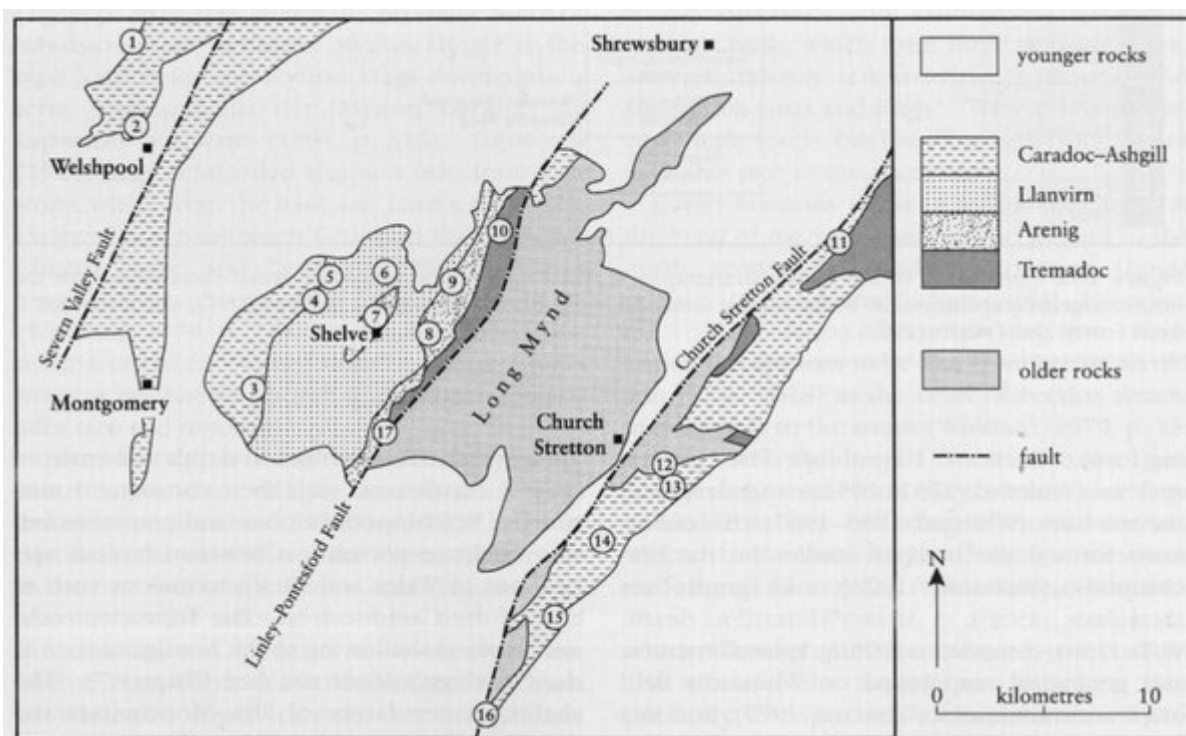 Shrewsbury
1
2
Welshpool
Severn Valley Fault
Montgomery
3
4
5
6
7
Shelve
8
9
10
17
Long Mynd
Linley–Pontesford Fault
11
Church Stretton Fault
Church
Stretton
12
13
14
15
16
younger rocks
Caradoc–Ashgill
Llanvirn
Arenig
Tremadoc
older rocks
fault
N
0 kilometres 10